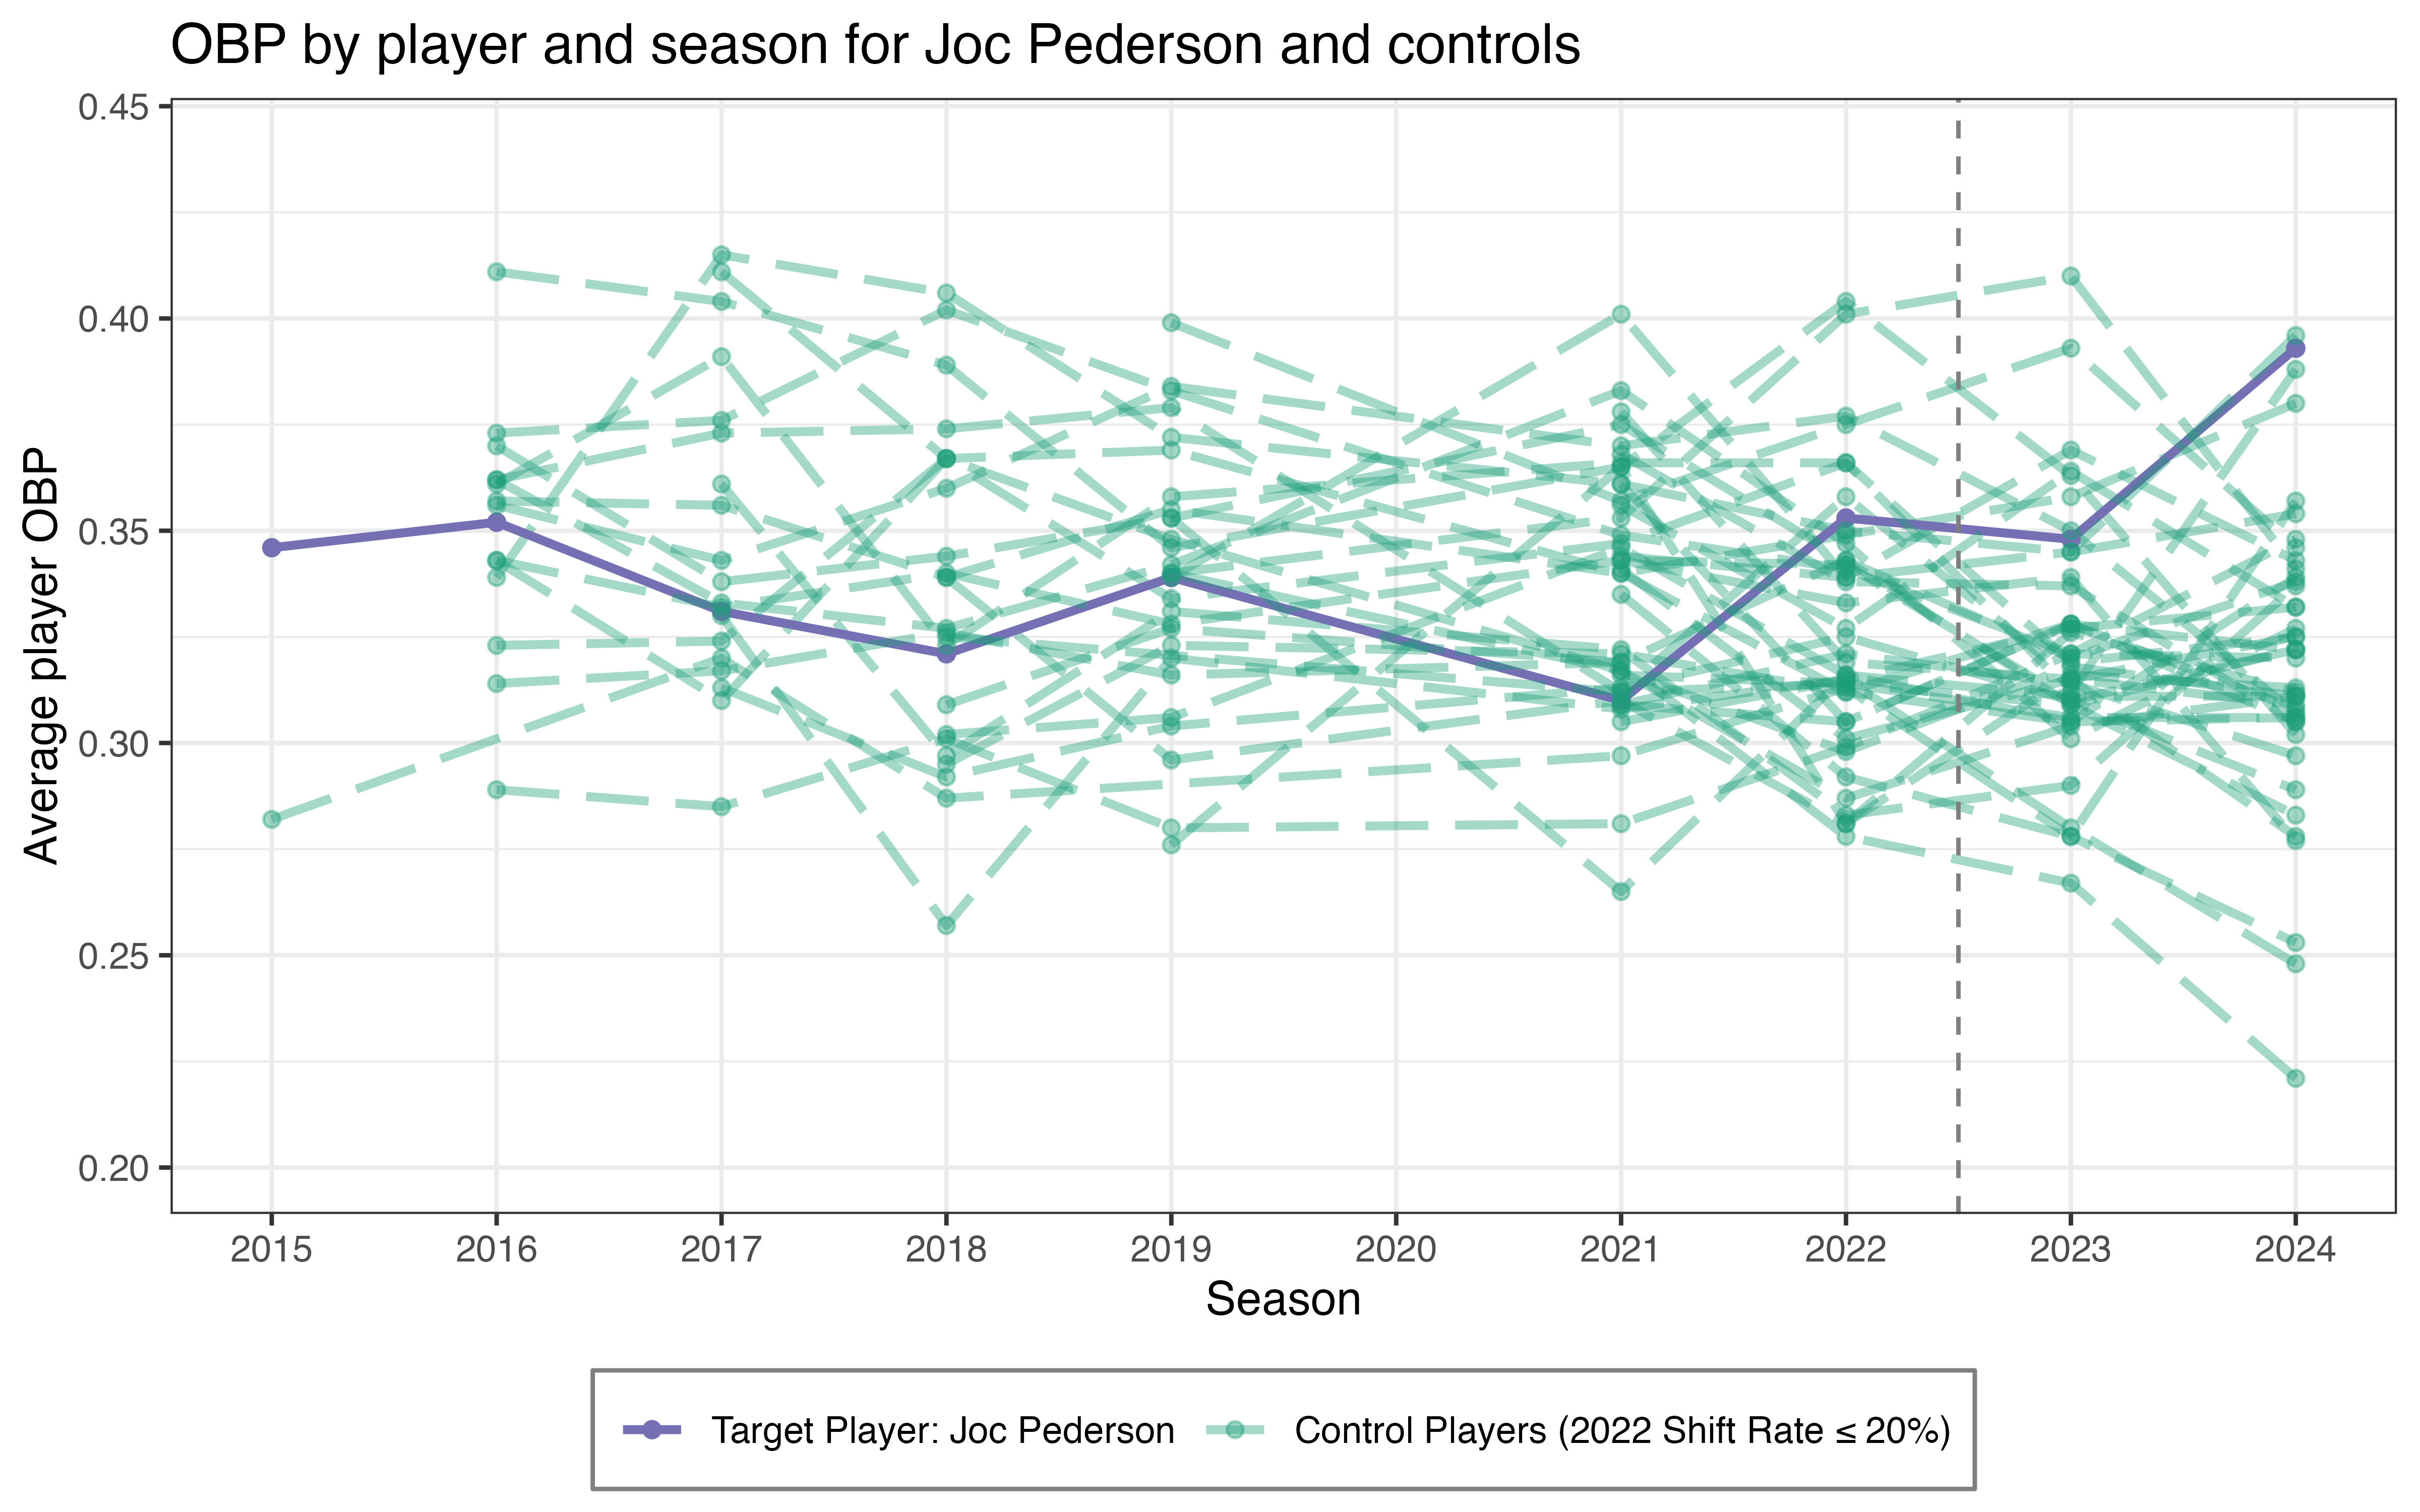 OBP by player and season for Joc Pederson and controls
Average player OBP
0.45
0.40
0.35
0.30
0.25
0.20
2015 2016 2017 2018 2019 2020 2021 2022 2023 2024
Season
Target Player: Joc Pederson Control Players (2022 Shift Rate ≤ 20%)